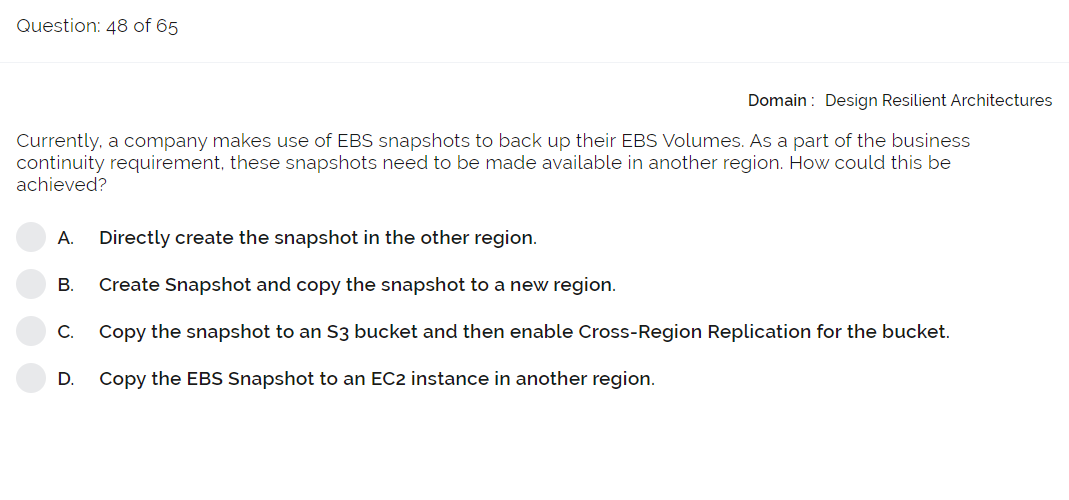 Question: 48 of 65
Domain : Design Resilient Architectures
Currently, a company makes use of EBS snapshots to back up their EBS Volumes. As a part of the business
continuity requirement, these snapshots need to be made available in another region. How could this be
achieved?
A. Directly create the snapshot in the other region.
B. Create Snapshot and copy the snapshot to a new region.
C. Copy the snapshot to an S3 bucket and then enable Cross-Region Replication for the bucket.
D. Copy the EBS Snapshot to an EC2 instance in another region.